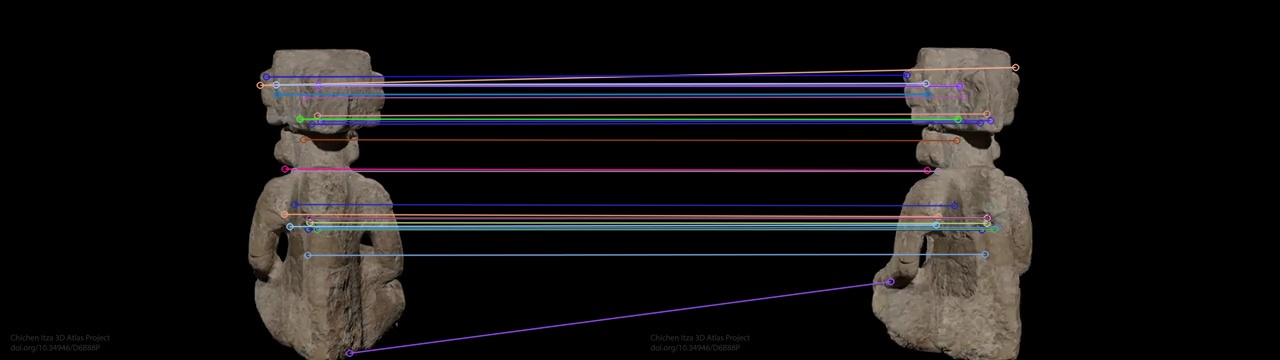 Chichen Itza 3D Atlas Project
doi.org/10.34946/D6B88P
Chichen Itza 3D Atlas Project
doi.org/10.34946/D6B88P